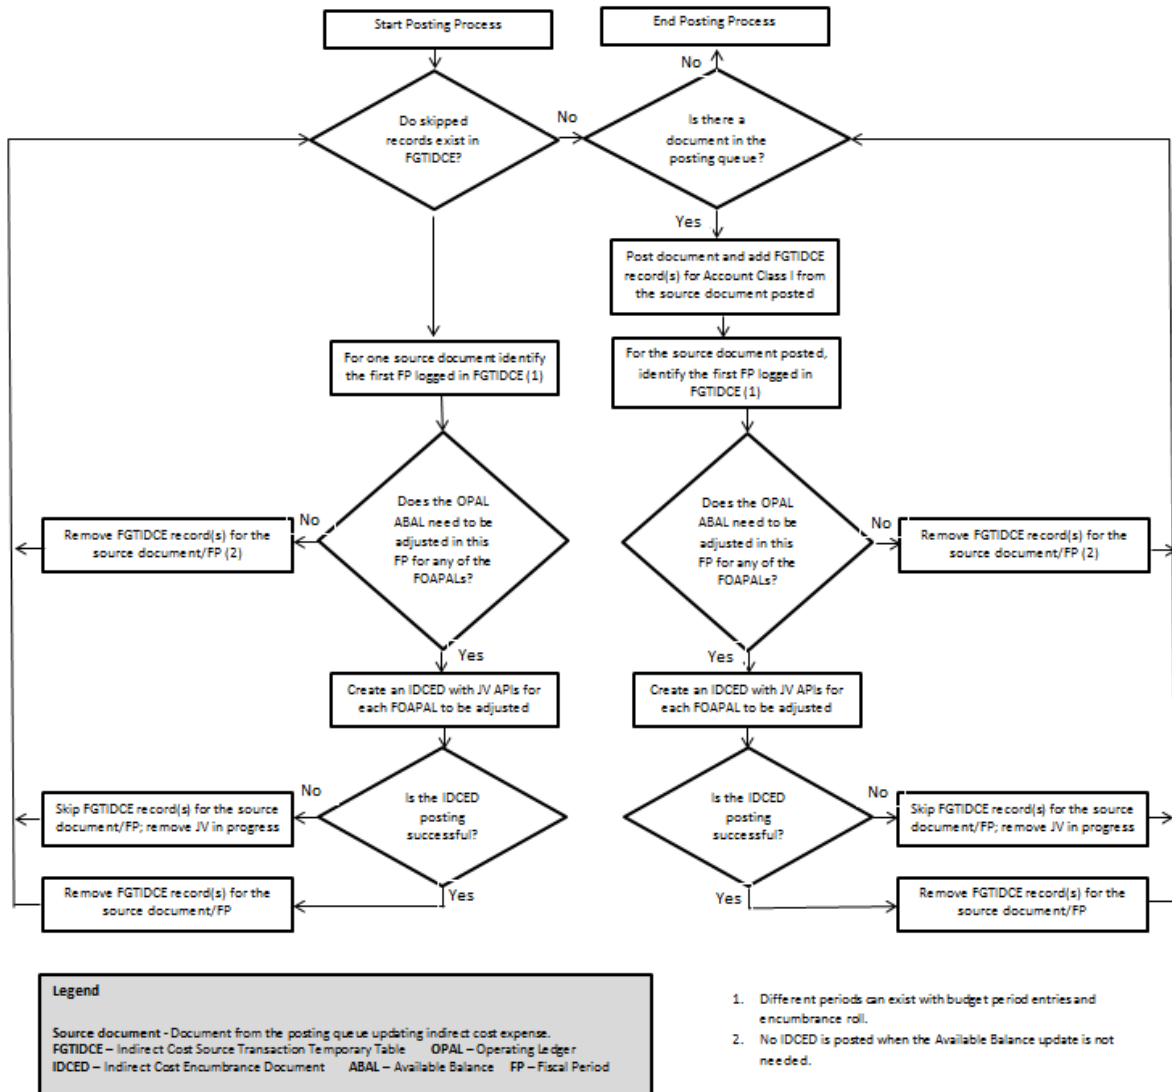 Start Posting Process
End Posting Process
No
Do skipped
records exist in
FGTIDCE?
No
Is there a
document in the
posting queue?
Yes
Post document and add FGTIDCE
record(s) for Account Class I from
the source document posted
For one source document identify
the first FP logged in FGTIDCE (1)
For the source document posted,
identify the first FP logged in
FGTIDCE (1)
Does the OPAL
ABAL need to be
adjusted in this
FP for any of the
FOAPALs?
No
Remove FGTIDCE record(s) for the
source document/FP (2)
Does the OPAL
ABAL need to be
adjusted in this
FP for any of the
FOAPALs?
No
Remove FGTIDCE record(s) for the
source document/FP (2)
Yes
Yes
Create an IDCED with JV APIs for
each FOAPAL to be adjusted
Create an IDCED with JV APIs for
each FOAPAL to be adjusted
Is the IDCED
posting
successful?
No
Skip FGTIDCE record(s) for the source
document/FP; remove JV in progress
Is the IDCED
posting
successful?
No
Skip FGTIDCE record(s) for the source
document/FP; remove JV in progress
Yes
Remove FGTIDCE record(s) for the
source document/FP
Yes
Remove FGTIDCE record(s) for the
source document/FP
Legend
Source document - Document from the posting queue updating indirect cost expense.
FGTIDCE – Indirect Cost Source Transaction Temporary Table OPAL – Operating Ledger
IDCED – Indirect Cost Encumbrance Document ABAL – Available Balance FP – Fiscal Period
1. Different periods can exist with budget period entries and
encumbrance roll.
2. No IDCED is posted when the Available Balance update is not
needed.